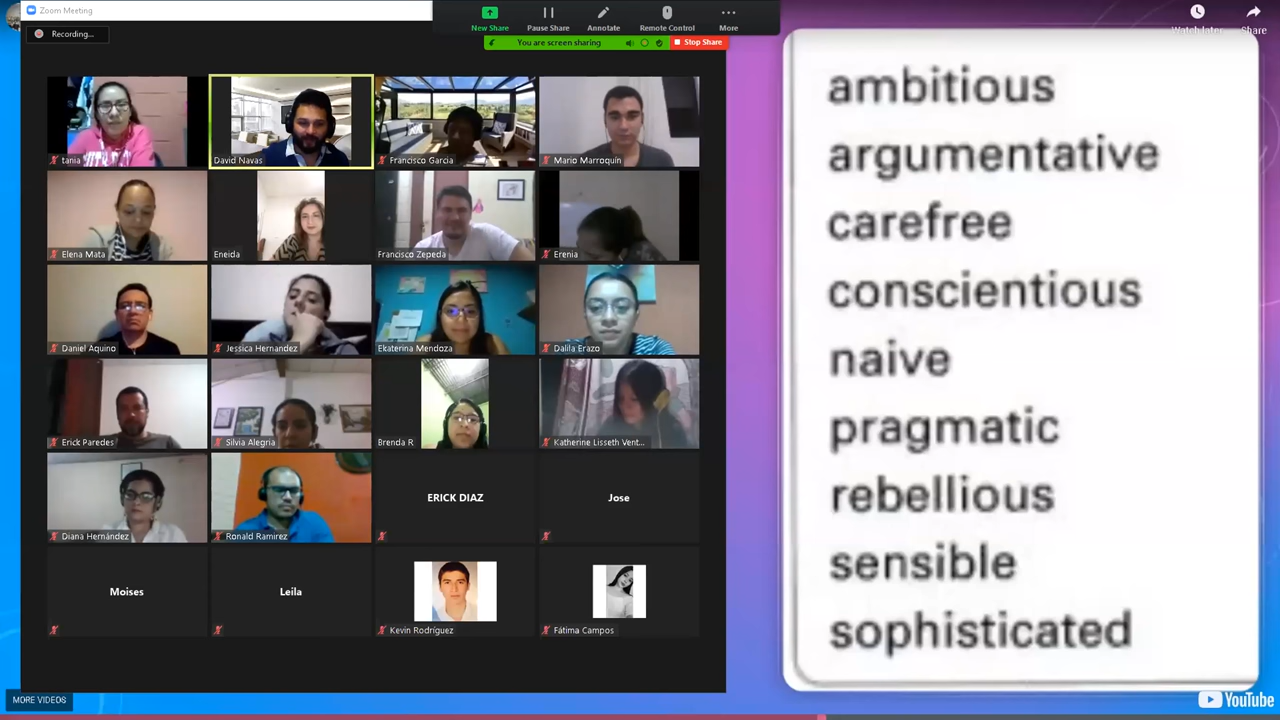 Zoom Meeting
Recording...
New Share
Pause Share
Annotate
Remote Control
More
You are screen sharing
Stop Share
Watch later
Share
tania
David Navas
Francisco Garcia
Mario Marroquín
Elena Mata
Eneida
Francisco Zepeda
Erenia
Daniel Aquino
Jessica Hernandez
Ekaterina Mendoza
Dalila Erazo
Erick Paredes
Silvia Alegria
Brenda R
Katherine Lisseth Vent...
Diana Hernández
Ronald Ramirez
ERICK DIAZ
Jose
Moises
Leila
Kevin Rodríguez
Fátima Campos
ambitious
argumentative
carefree
conscientious
naive
pragmatic
rebellious
sensible
sophisticated
MORE VIDEOS
YouTube